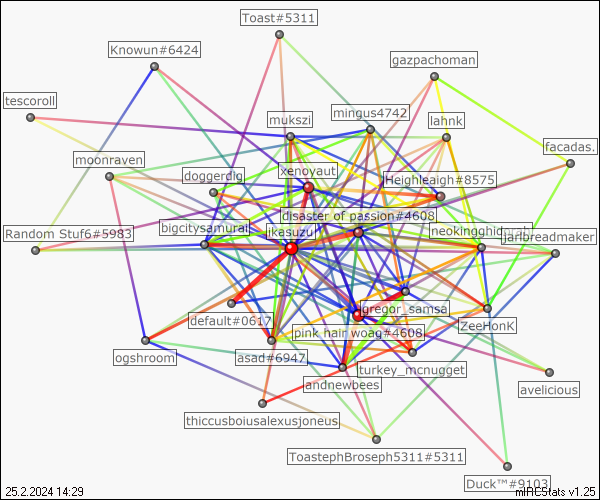 Toast#5311
Knowun#6424
gazpachoman
tescoroll
mingus4742
mukszi
lahnk
facadas.
moonraven
xenoyaut
doggerdig
Heighleaigh#8575
disaster of passion#4608
Random Stuf6#5983
bigcitysamurai
ikasuzu
jarlbreadmaker
gregor_samsa
default#0617
ZeeHonK
pink hair woag#4608
ogshroom
asad#6947
turkey_mcnugget
andnewbees
avelicious
thiccusboiusalexusjoneus
ToastephBroseph5311#5311
Duck™#9103
25.2.2024 14:29
mIRCStats v1.25